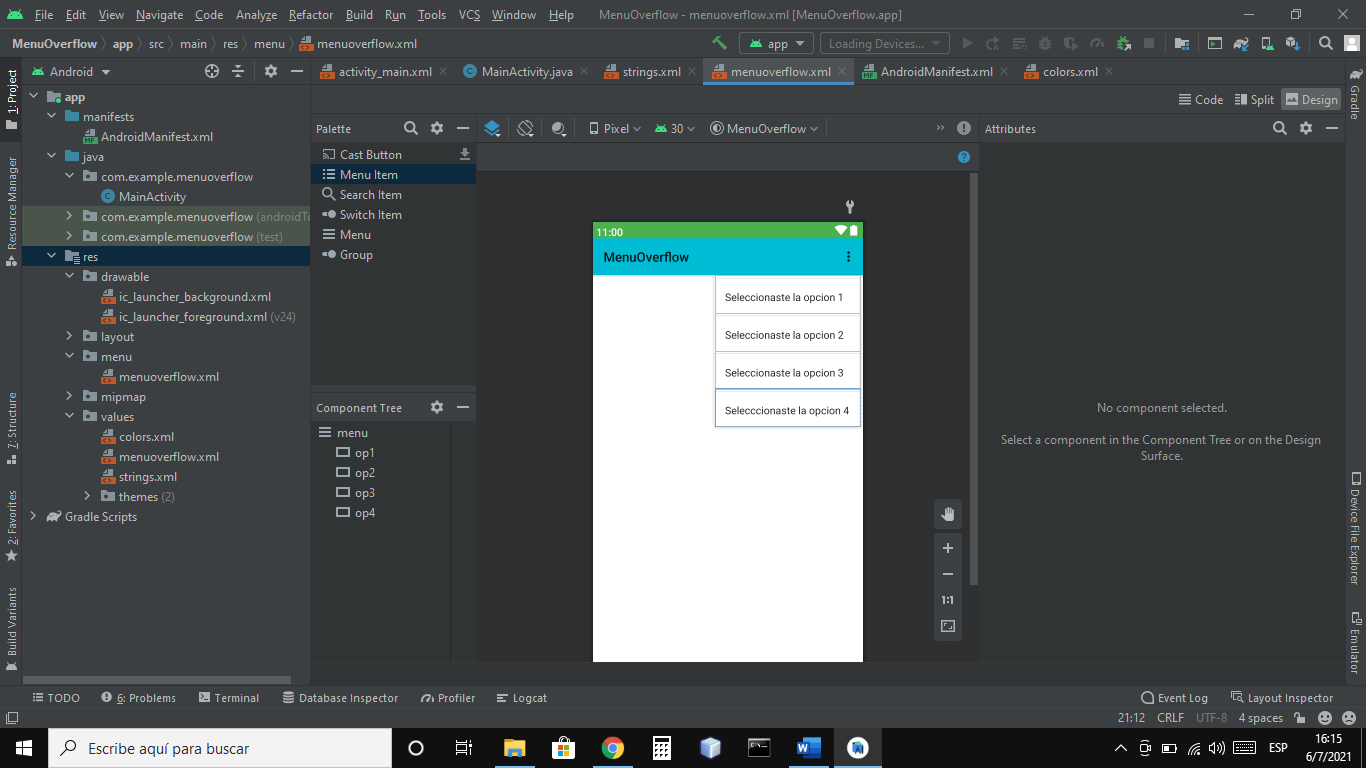 File Edit View Navigate Code Analyze Refactor Build Run Tools VCS Window Help MenuOverflow - menuoverflow.xml [MenuOverflow.app]
MenuOverflow app src main res menu menuoverflow.xml app Loading Devices...
1: Project
Android activity_main.xml MainActivity.java strings.xml menuoverflow.xml AndroidManifest.xml colors.xml
Gradle
app
Code Split Design
manifests
AndroidManifest.xml
java
com.example.menuoverflow
MainActivity
com.example.menuoverflow (androidTe
com.example.menuoverflow (test)
res
drawable
ic_launcher_background.xml
ic_launcher_foreground.xml (v24)
layout
menu
menuoverflow.xml
mipmap
values
colors.xml
menuoverflow.xml
strings.xml
themes (2)
Gradle Scripts
Resource Manager
7: Structure
2: Favorites
Build Variants
Palette
Cast Button
Menu Item
Search Item
Switch Item
Menu
Group
Component Tree
menu
op1
op2
op3
op4
Pixel 30 MenuOverflow
11:00
MenuOverflow
Seleccionaste la opcion 1
Seleccionaste la opcion 2
Seleccionaste la opcion 3
Selecccionaste la opcion 4
1:1
Attributes
No component selected.
Select a component in the Component Tree or on the Design
Surface.
Device File Explorer
Emulator
TODO 6: Problems Terminal Database Inspector Profiler Logcat Event Log Layout Inspector
21:12 CRLF UTF-8 4 spaces
Escribe aquí para buscar
ESP
16:15
6/7/2021